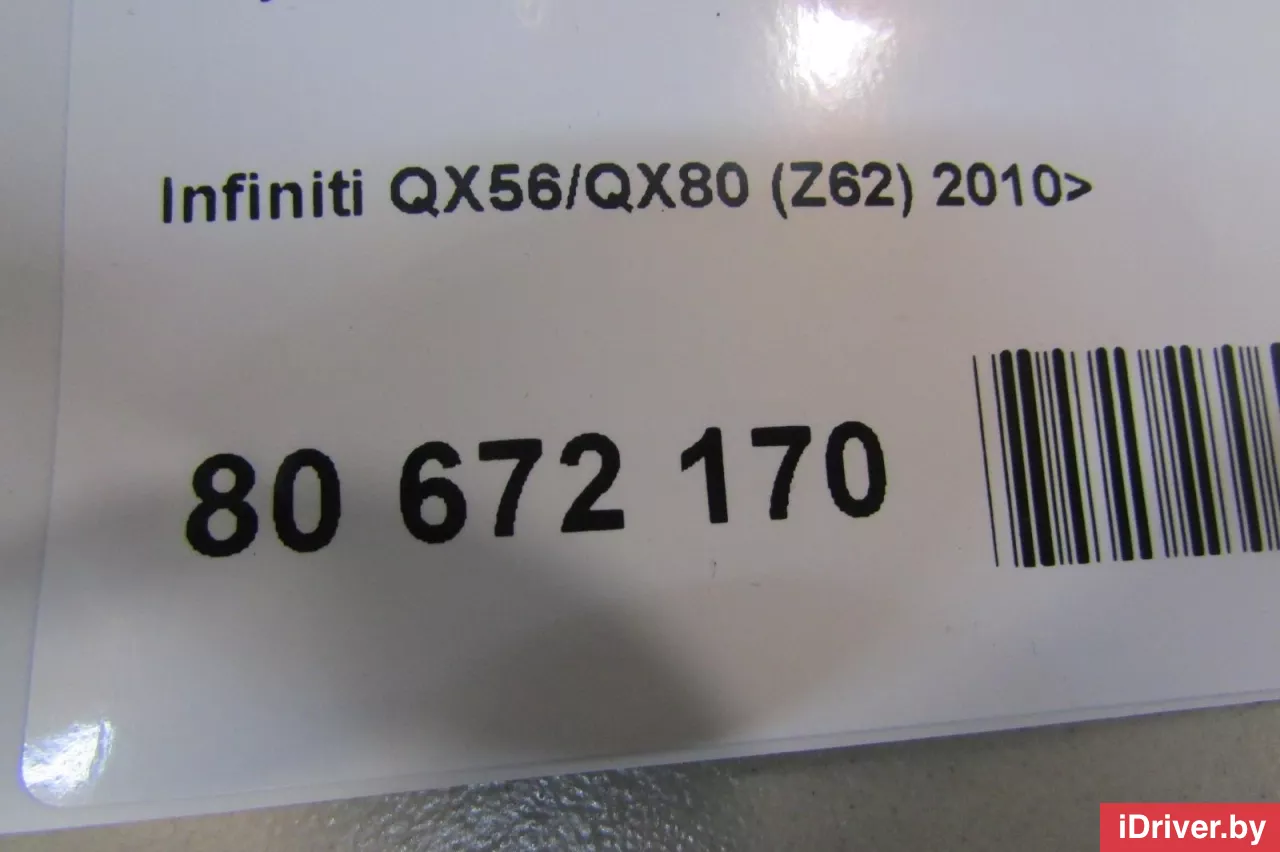 Infiniti QX56/QX80 (Z62) 2010>
80 672 170
iDriver.by